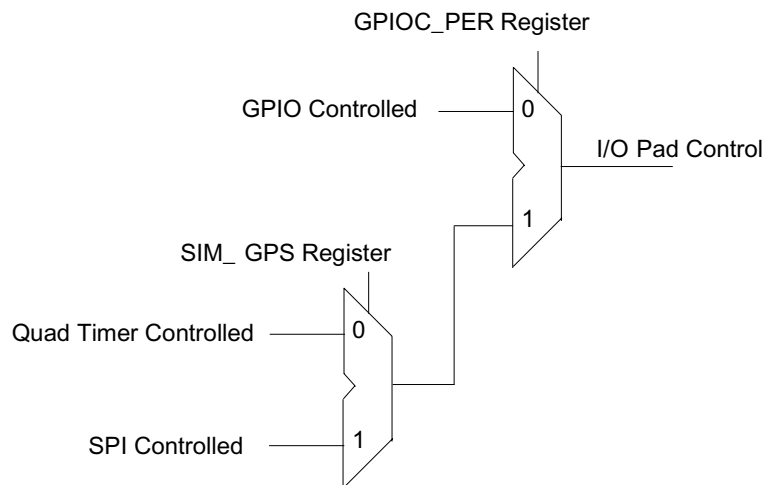 GPIOC_PER Register
GPIO Controlled
0
I/O Pad Control
1
SIM_ GPS Register
Quad Timer Controlled
0
SPI Controlled
1